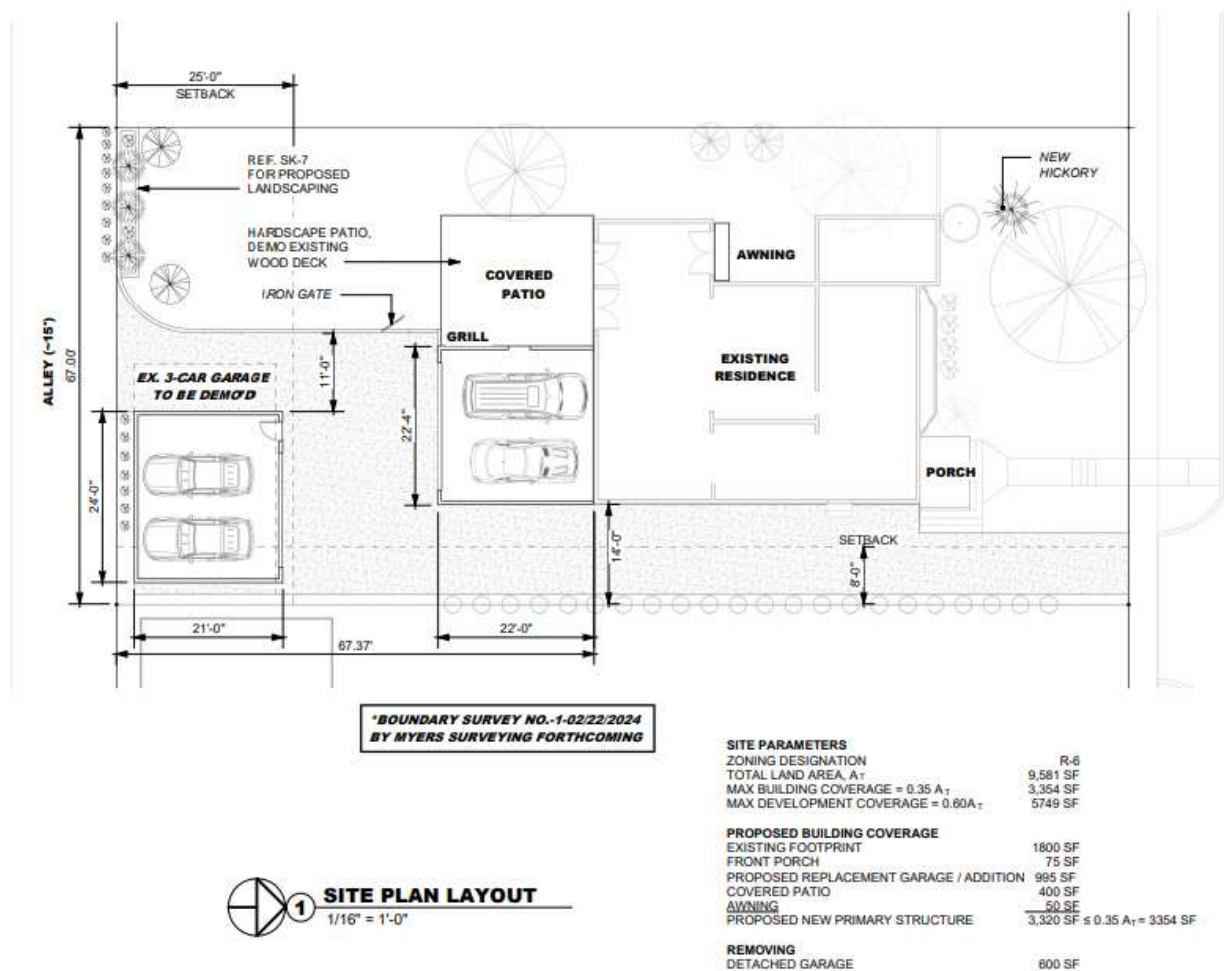 25'-0"
SETBACK
REF. SK-7
FOR PROPOSED
LANDSCAPING
NEW
HICKORY
HARDSCAPE PATIO,
DEMO EXISTING
WOOD DECK
AWNING
COVERED
PATIO
IRON GATE
GRILL
ALLEY (~15')
67.00'
EX. 3-CAR GARAGE
TO BE DEMO'D
11'-0"
EXISTING
RESIDENCE
22'-4"
24'-0"
PORCH
14'-0"
SETBACK
8'-0"
21'-0"
22'-0"
67.37'
*BOUNDARY SURVEY NO.-1-02/22/2024
BY MYERS SURVEYING FORTHCOMING
1 SITE PLAN LAYOUT
1/16" = 1'-0"
SITE PARAMETERS
ZONING DESIGNATION R-6
TOTAL LAND AREA, AT 9,581 SF
MAX BUILDING COVERAGE = 0.35 AT 3,354 SF
MAX DEVELOPMENT COVERAGE = 0.60AT 5749 SF
PROPOSED BUILDING COVERAGE
EXISTING FOOTPRINT 1800 SF
FRONT PORCH 75 SF
PROPOSED REPLACEMENT GARAGE / ADDITION 995 SF
COVERED PATIO 400 SF
AWNING 50 SF
PROPOSED NEW PRIMARY STRUCTURE 3,320 SF ≤ 0.35 AT = 3354 SF
REMOVING
DETACHED GARAGE 600 SF